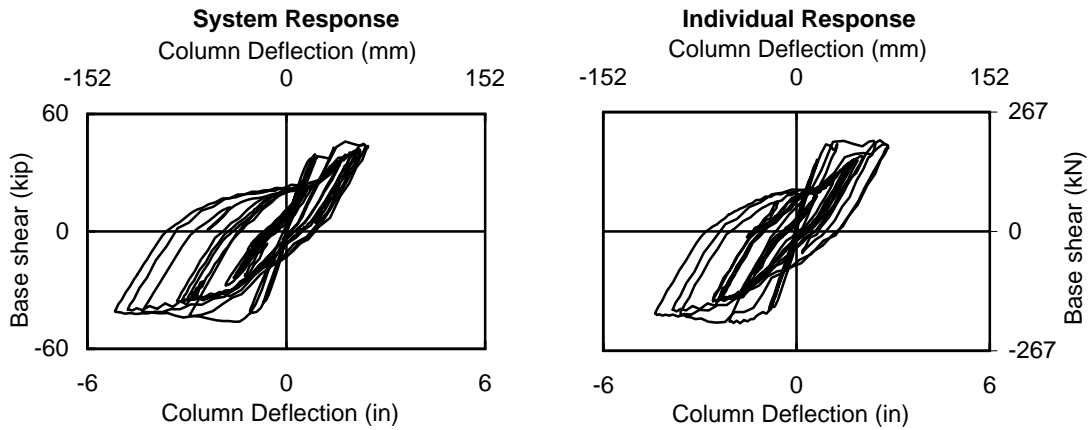 System Response
Column Deflection (mm)
-152 0 152
60
0
-60
Base shear (kip)
-6 0 6
Column Deflection (in)
Individual Response
Column Deflection (mm)
-152 0 152
267
0
-267
Base shear (kN)
-6 0 6
Column Deflection (in)